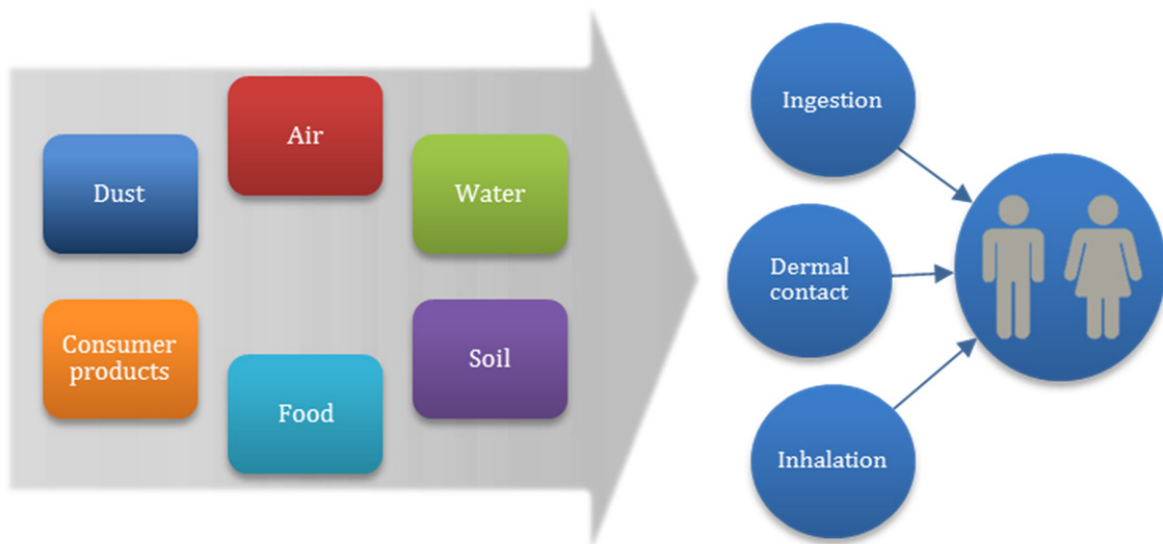 Air
Dust
Water
Consumer
products
Food
Soil
Ingestion
Dermal
contact
Inhalation